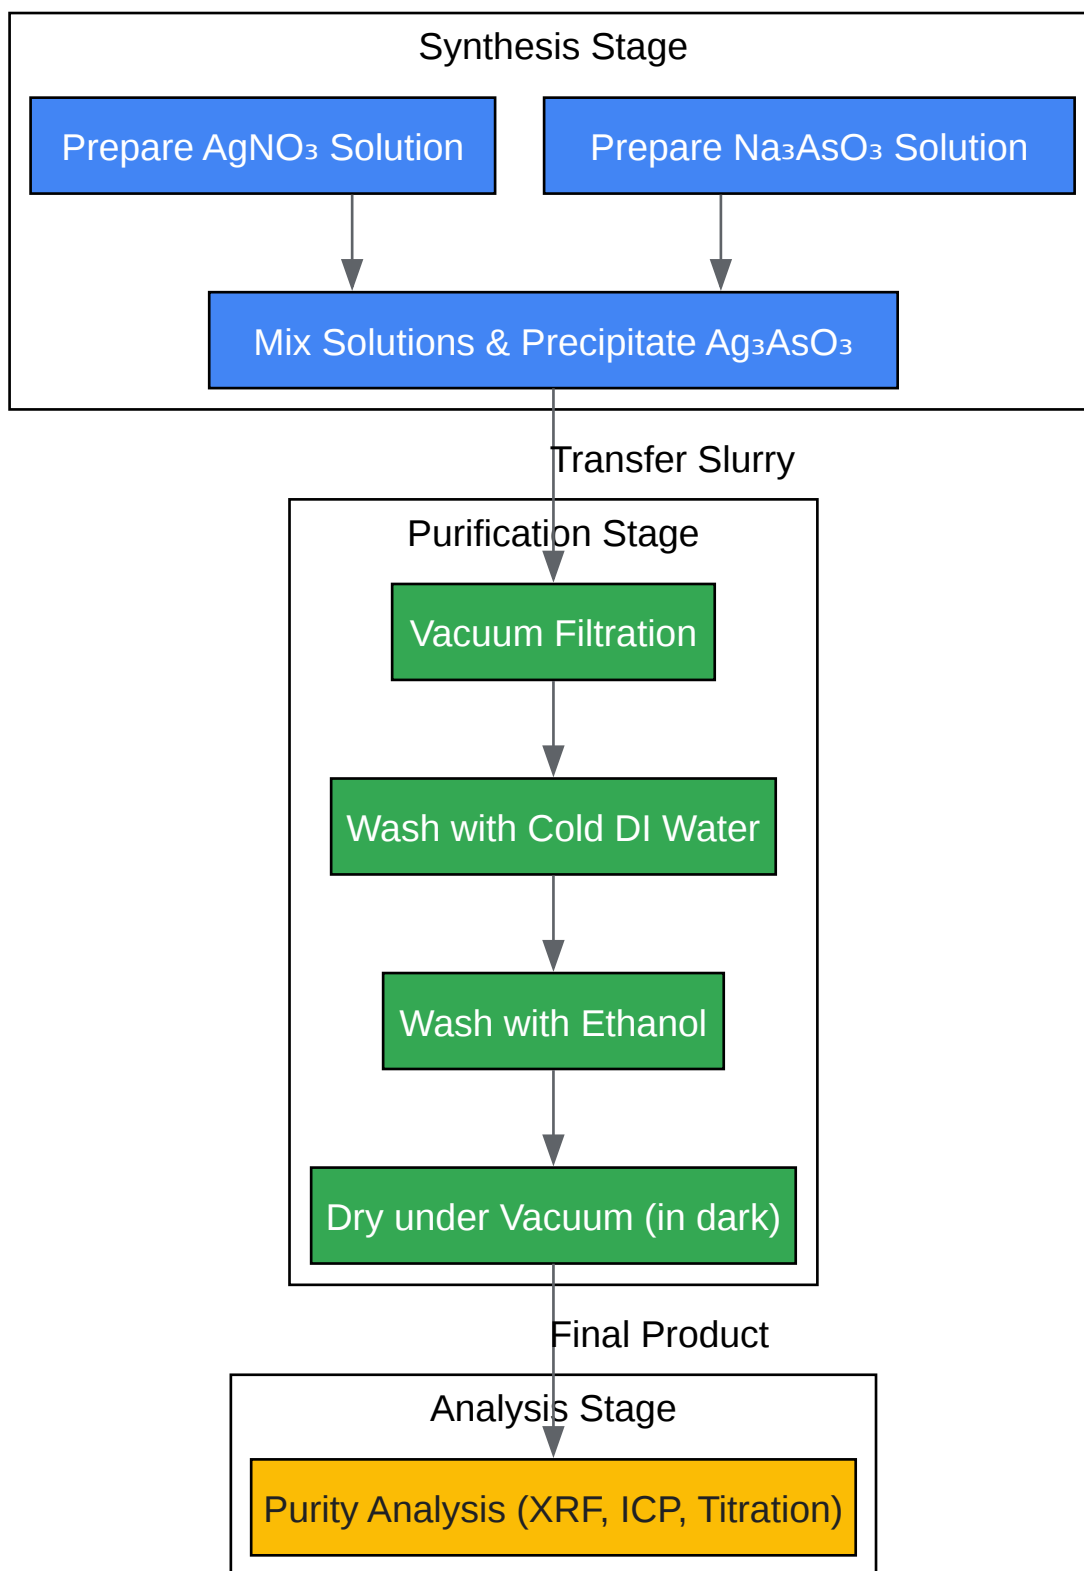 Synthesis Stage
Prepare AgNO₃ Solution
Prepare Na₃AsO₃ Solution
Mix Solutions & Precipitate Ag₃AsO₃
Transfer Slurry
Purification Stage
Vacuum Filtration
Wash with Cold DI Water
Wash with Ethanol
Dry under Vacuum (in dark)
Final Product
Analysis Stage
Purity Analysis (XRF, ICP, Titration)